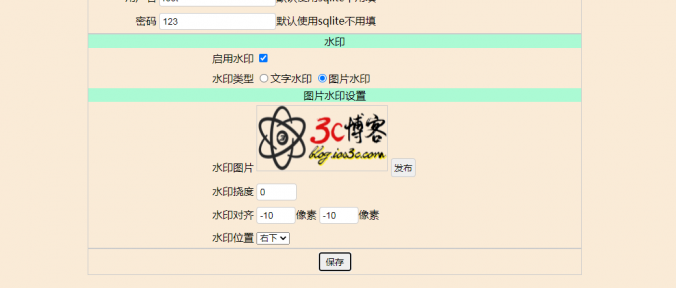 默认使用sqlite不用填
密码 123 默认使用sqlite不用填
水印
启用水印
水印类型 文字水印 图片水印
图片水印设置
3C博客
blog.ios3c.com
水印图片 发布
水印挠度 0
水印对齐 -10 像素 -10 像素
水印位置 右下
保存